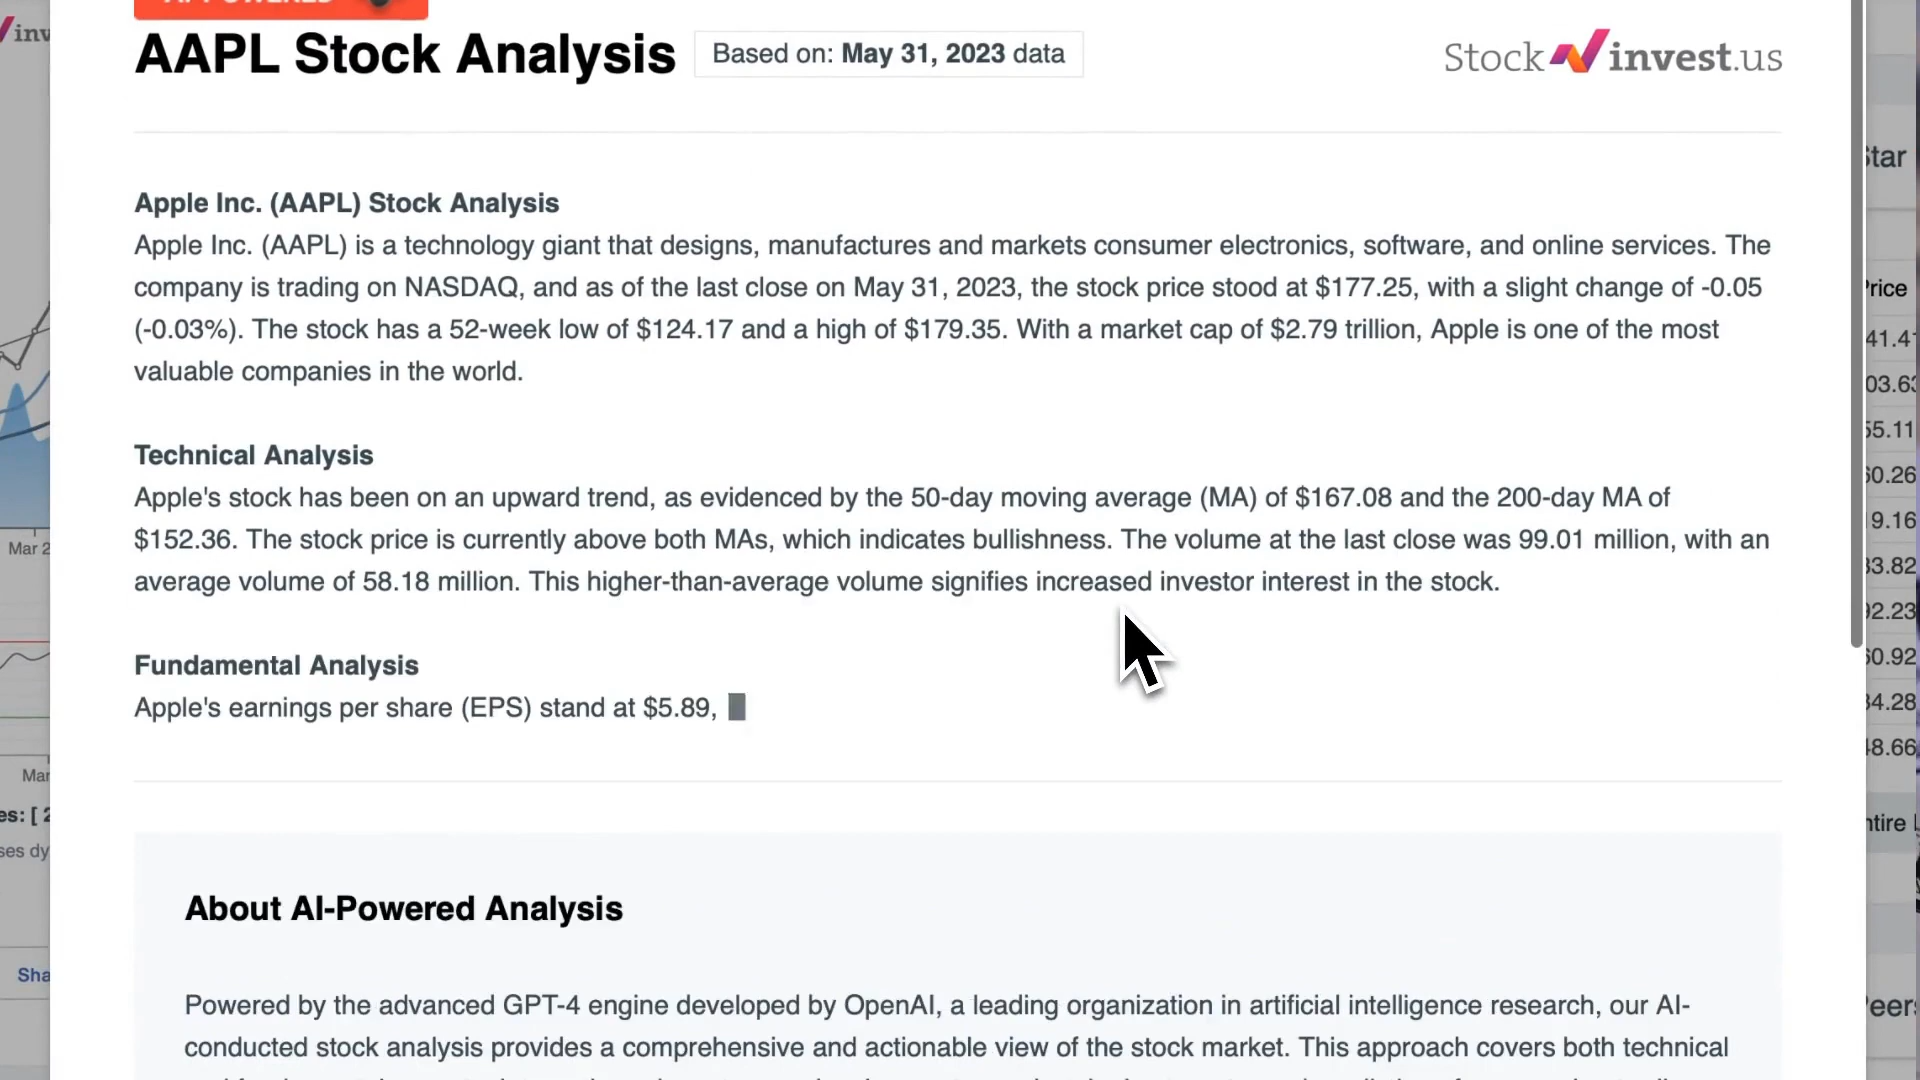 AAPL Stock Analysis
Based on: May 31, 2023 data
Stock invest.us
Apple Inc. (AAPL) Stock Analysis
Apple Inc. (AAPL) is a technology giant that designs, manufactures and markets consumer electronics, software, and online services. The
company is trading on NASDAQ, and as of the last close on May 31, 2023, the stock price stood at $177.25, with a slight change of -0.05
(-0.03%). The stock has a 52-week low of $124.17 and a high of $179.35. With a market cap of $2.79 trillion, Apple is one of the most
valuable companies in the world.
Technical Analysis
Apple's stock has been on an upward trend, as evidenced by the 50-day moving average (MA) of $167.08 and the 200-day MA of
$152.36. The stock price is currently above both MAs, which indicates bullishness. The volume at the last close was 99.01 million, with an
average volume of 58.18 million. This higher-than-average volume signifies increased investor interest in the stock.
Fundamental Analysis
Apple's earnings per share (EPS) stand at $5.89,
About AI-Powered Analysis
Powered by the advanced GPT-4 engine developed by OpenAI, a leading organization in artificial intelligence research, our AI-
conducted stock analysis provides a comprehensive and actionable view of the stock market. This approach covers both technical